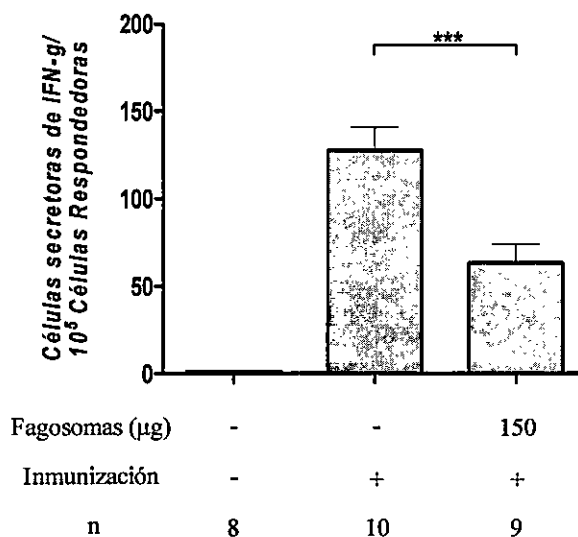 Células secretoras de IFN-g/
10⁵ Células Respondedoras
200
150
100
50
0
***
Fagosomas (µg) - - 150
Inmunización - + +
n 8 10 9